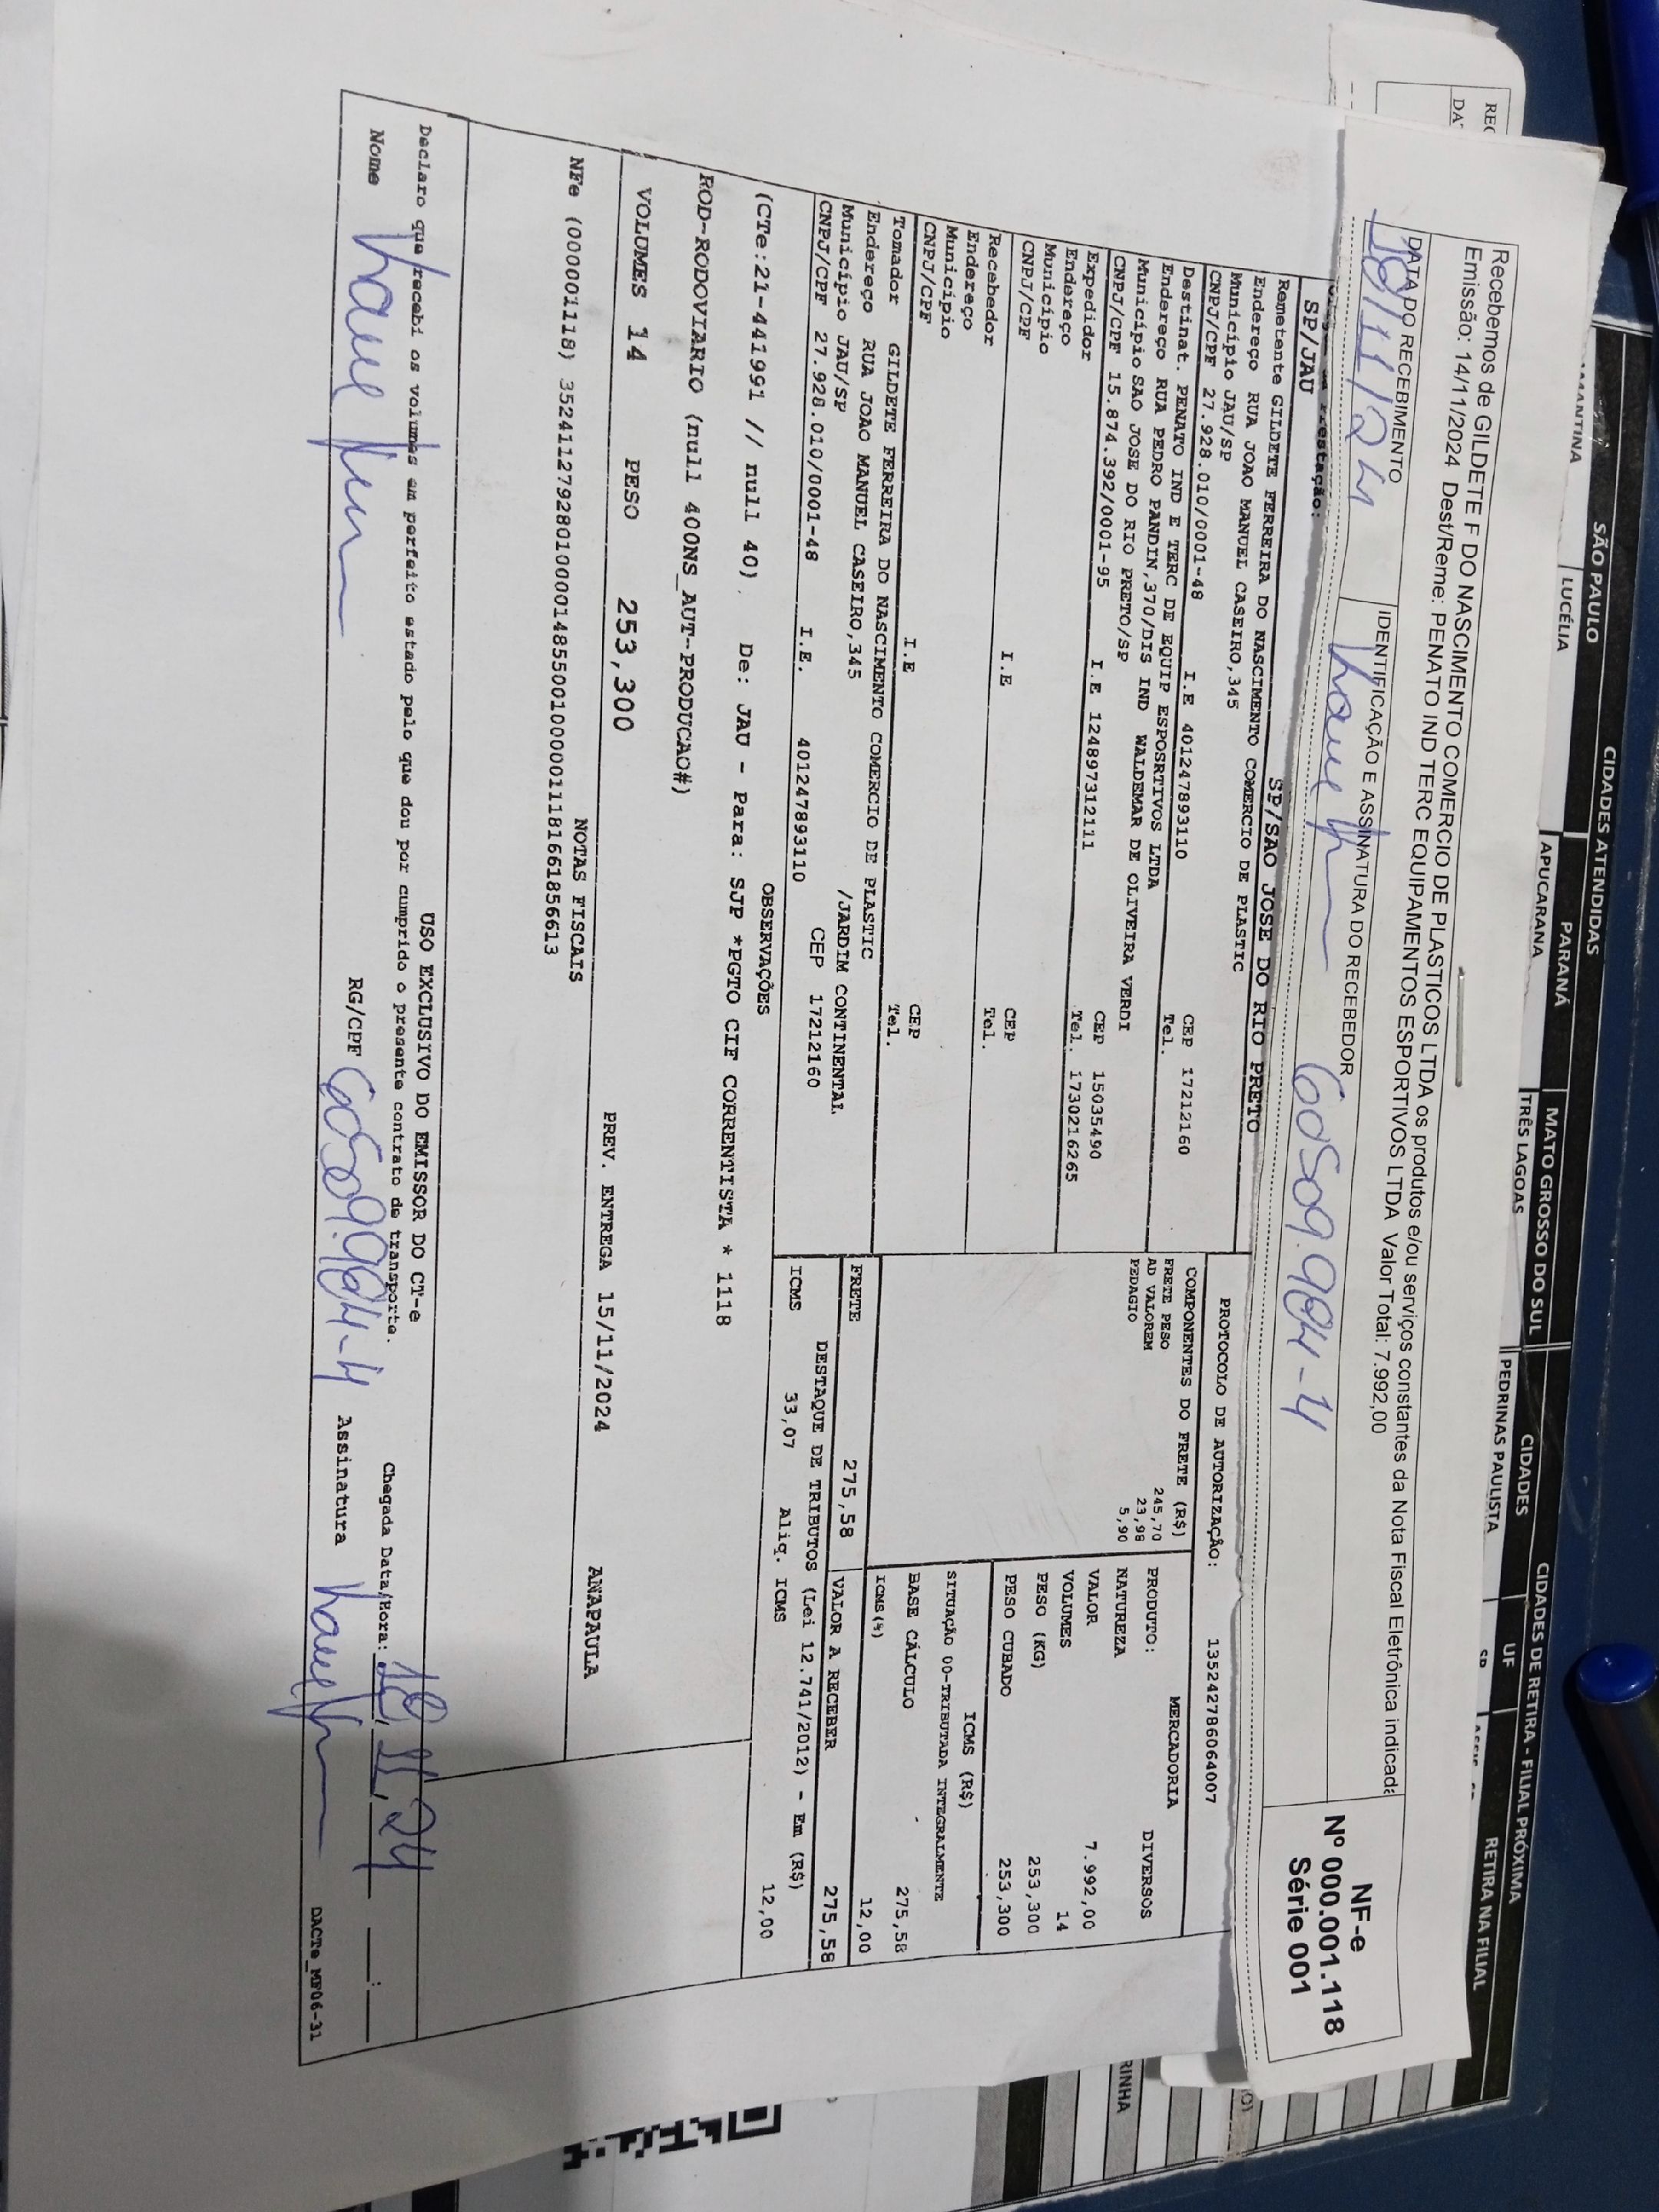 SÃO PAULO
CIDADES ATENDIDAS
PARANÁ
MATO GROSSO DO SUL
CIDADES
CIDADES DE RETIRA - FILIAL PRÓXIMA
LUCÉLIA
APUCARANA
TRÊS LAGOAS
PEDRINAS PAULISTA
UF
RETIRA NA FILIAL
SP
Recebemos de GILDETE F DO NASCIMENTO COMERCIO DE PLASTICOS LTDA os produtos e/ou serviços constantes da Nota Fiscal Eletrônica indicada
Emissão: 14/11/2024 Dest/Reme: PENATO IND TERC EQUIPAMENTOS ESPORTIVOS LTDA Valor Total: 7.992,00
DATA DO RECEBIMENTO
IDENTIFICAÇÃO E ASSINATURA DO RECEBEDOR
NF-e
Nº 000.001.118
Série 001
SP/JAU
SP/SAO JOSE DO RIO PRETO
PROTOCOLO DE AUTORIZAÇÃO: 135242786064007
Remetente GILDETE FERREIRA DO NASCIMENTO COMERCIO DE PLASTIC
Endereço RUA JOAO MANUEL CASEIRO,345
Município JAU/SP CEP 17212160
CNPJ/CPF 27.928.010/0001-48 I.E 401247893110 Tel.
Destinat. PENATO IND E TERC DE EQUIP ESPOSRTIVOS LTDA
Endereço RUA PEDRO PANDIN,370/DIS IND WALDEMAR DE OLIVEIRA VERDI
Município SAO JOSE DO RIO PRETO/SP CEP 15035490
CNPJ/CPF 15.874.392/0001-95 I.E 124897312111 Tel. 1730216265
Expedidor
Endereço
Município CEP
CNPJ/CPF I.E Tel.
Recebedor
Endereço
Município CEP
CNPJ/CPF I.E Tel.
Tomador GILDETE FERREIRA DO NASCIMENTO COMERCIO DE PLASTIC
Endereço RUA JOAO MANUEL CASEIRO,345 /JARDIM CONTINENTAL
Município JAU/SP CEP 17212160
CNPJ/CPF 27.928.010/0001-48 I.E. 401247893110
COMPONENTES DO FRETE (R$)
FRETE PESO 245,70
AD VALOREM 23,98
PEDAGIO 5,90
MERCADORIA
PRODUTO: DIVERSOS
NATUREZA
VALOR 7.992,00
VOLUMES 14
PESO (KG) 253,300
PESO CUBADO 253,300
ICMS (R$)
SITUAÇÃO 00-TRIBUTADA INTEGRALMENTE
BASE CÁLCULO 275,58
ICMS(%) 12,00
FRETE 275,58
VALOR A RECEBER 275,58
DESTAQUE DE TRIBUTOS (Lei 12.741/2012) - Em (R$)
ICMS 33,07 Aliq. ICMS 12,00
OBSERVAÇÕES
(CTe:21-441991 // null 40). De: JAU - Para: SJP *PGTO CIF CORRENTISTA * 1118
ROD-RODOVIARIO (null 40ONS_AUT-PRODUCAO#)
VOLUMES 14 PESO 253,300 PREV. ENTREGA 15/11/2024 ANAPAULA
NOTAS FISCAIS
NFe (000001118) 35241127928010000148550010000011181661856613
USO EXCLUSIVO DO EMISSOR DO CT-e
Declaro que recebi os volumes em perfeito estado pelo que dou por cumprido o presente contrato de transporte.
Chegada Data/Hora:
Nome
RG/CPF
Assinatura
DACTe_MF06-31